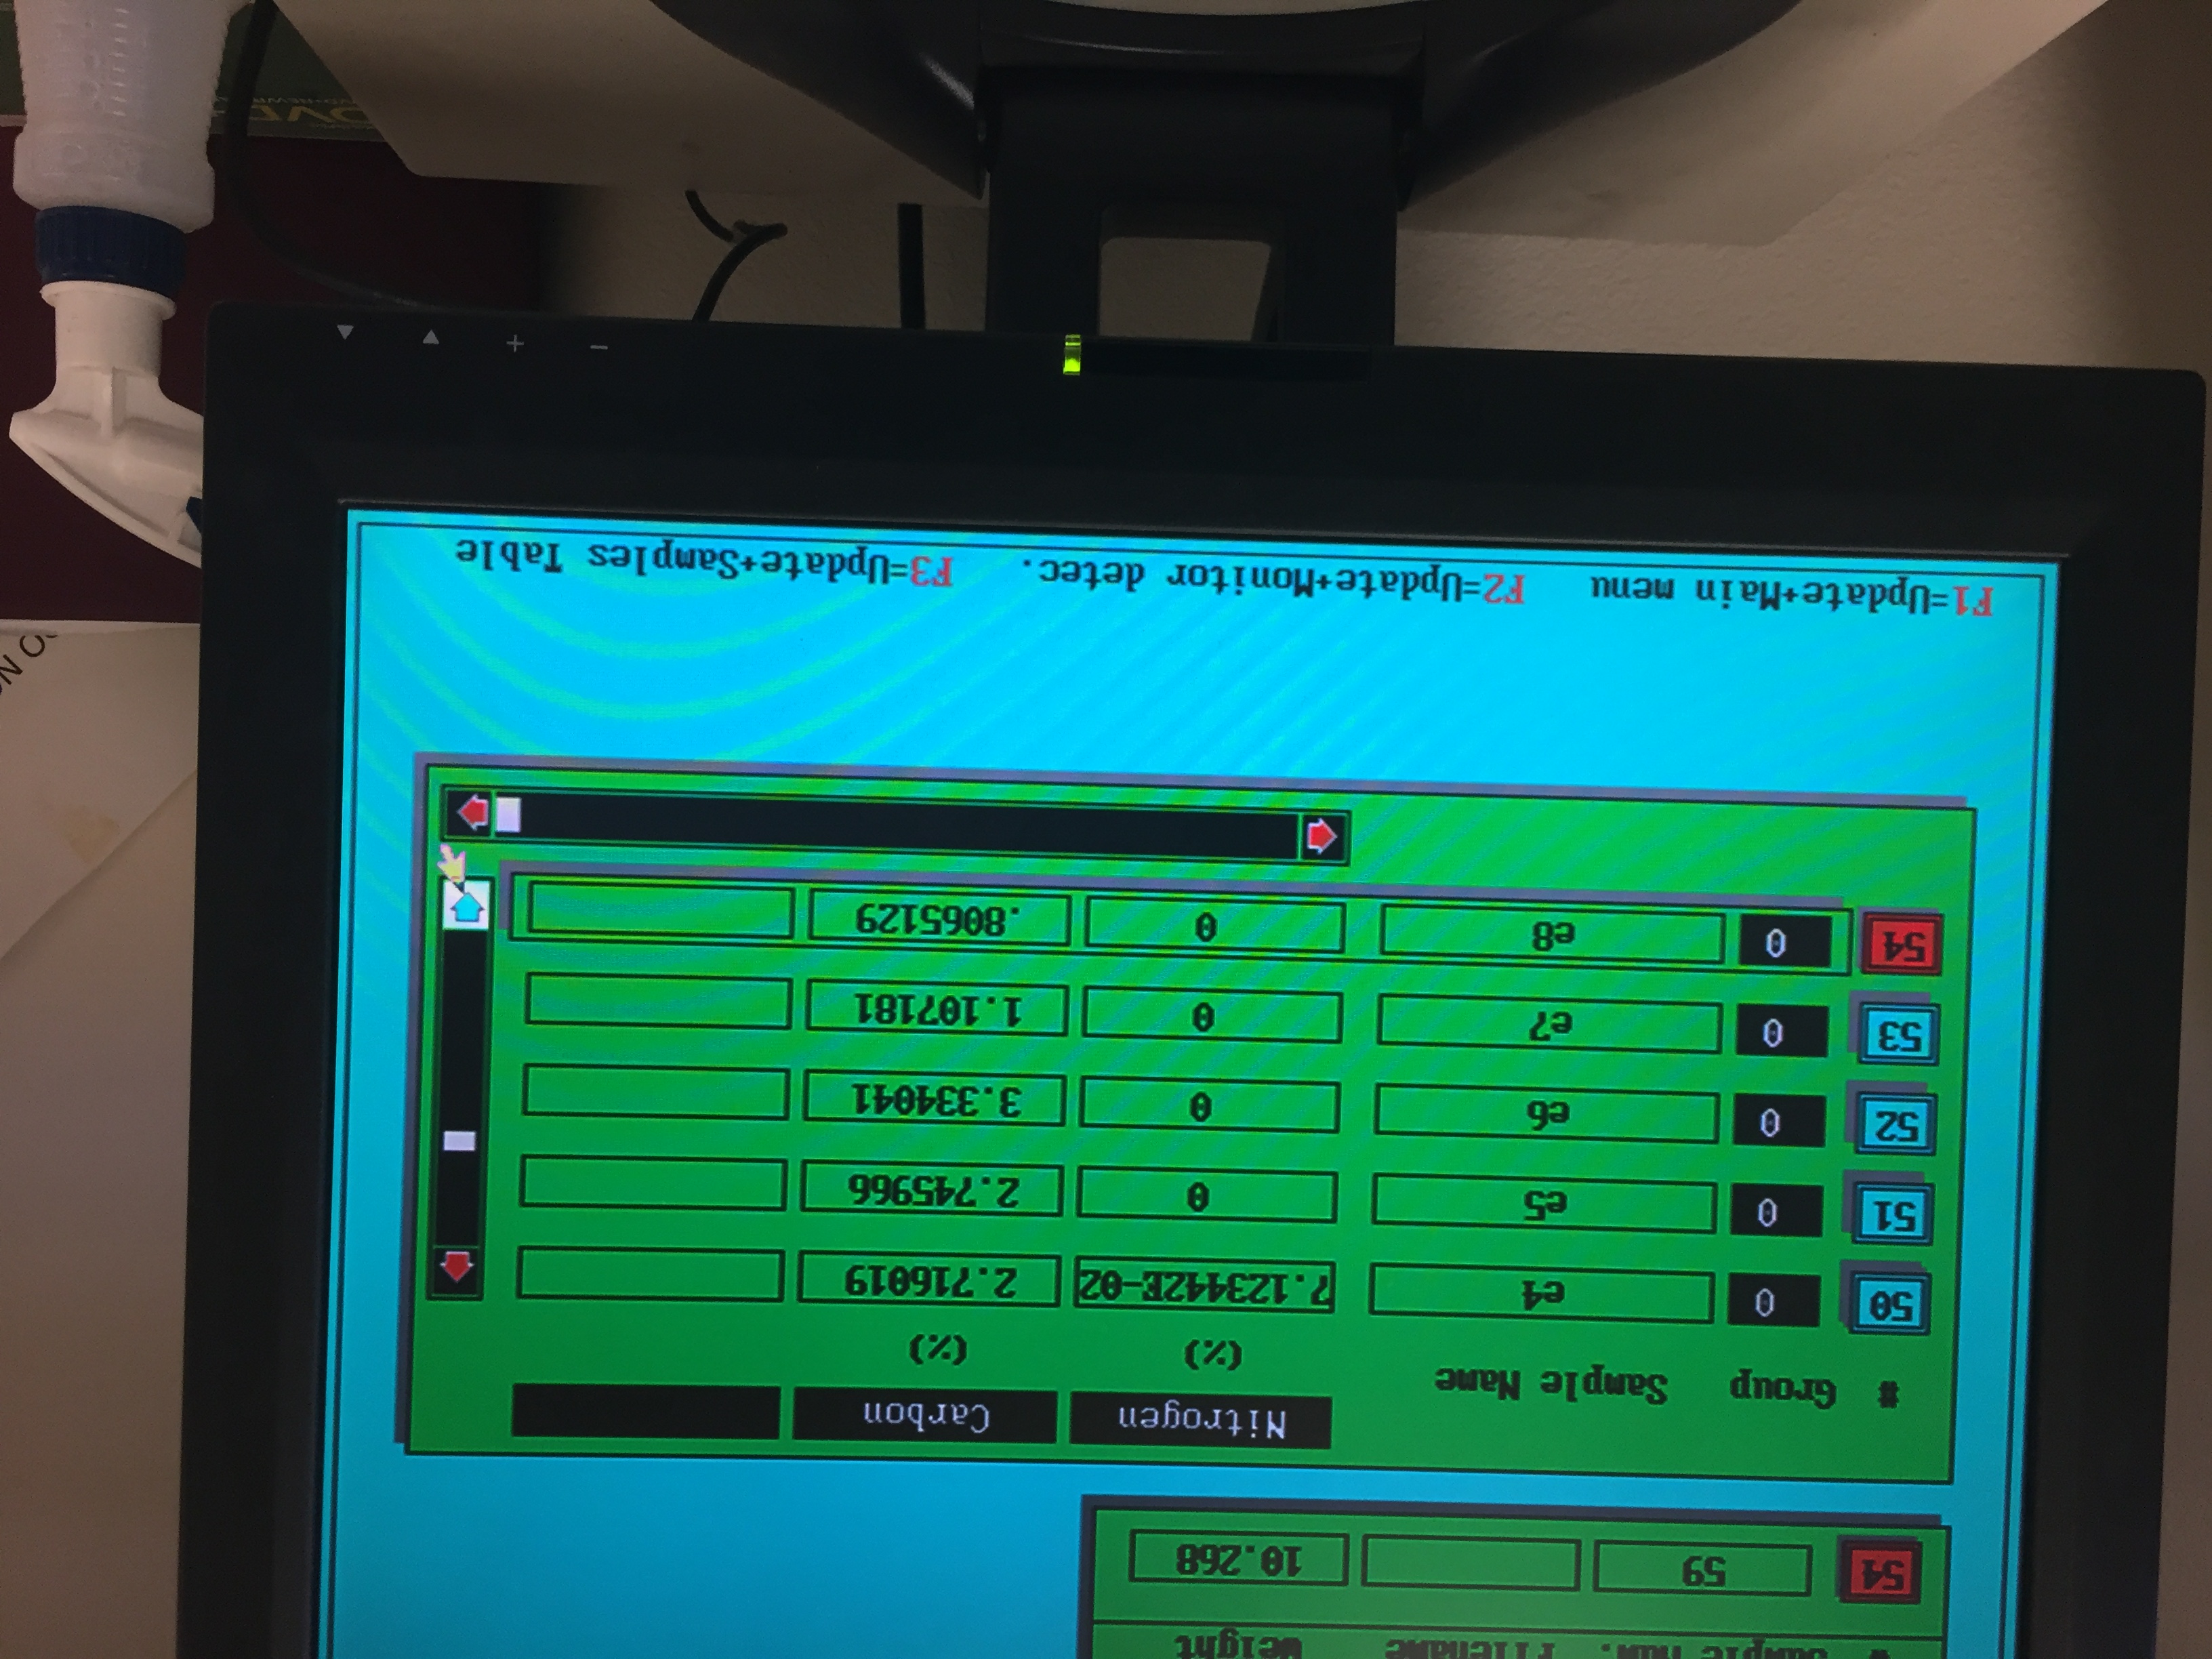 # Sample Num. Filename Weight
54 59 10.268
Nitrogen Carbon
# Group Sample Name (%) (%)
50 0 e4 7.123442E-02 2.716019
51 0 e5 0 2.745966
52 0 e6 0 3.334041
53 0 e7 0 1.107181
54 0 e8 0 .8065129
F1=Update+Main menu F2=Update+Monitor detec. F3=Update+Samples Table
- +